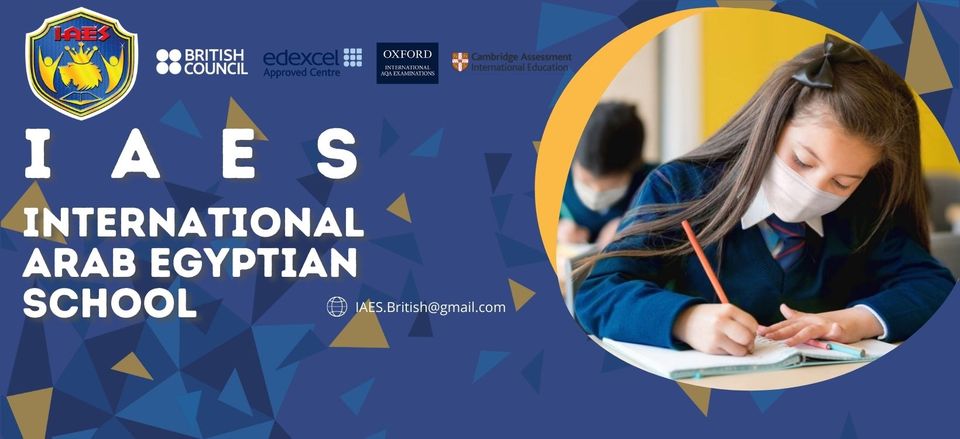 IAES
BRITISH
COUNCIL
edexcel
Approved Centre
OXFORD
INTERNATIONAL
AQA EXAMINATIONS
Cambridge Assessment
International Education
I A E S
INTERNATIONAL
ARAB EGYPTIAN
SCHOOL
IAES.British@gmail.com